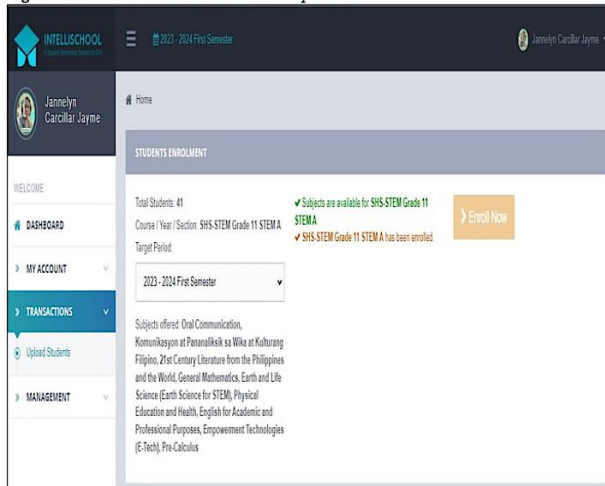 INTELLISCHOOL
2023 - 2024 First Semester
Jannelyn Carcillar Jayme
Jannelyn
Carcillar Jayme
Home
STUDENTS ENROLMENT
WELCOME
DASHBOARD
MY ACCOUNT
TRANSACTIONS
Upload Students
MANAGEMENT
Total Students: 41
Course / Year / Section: SHS-STEM Grade 11 STEM A
Target Period:
2023 - 2024 First Semester
Subjects offered: Oral Communication,
Komunikasyon at Pananaliksik sa Wika at Kulturang
Filipino, 21st Century Literature from the Philippines
and the World, General Mathematics, Earth and Life
Science (Earth Science for STEM), Physical
Education and Health, English for Academic and
Professional Purposes, Empowerment Technologies
(E-Tech), Pre-Calculus
✔ Subjects are available for SHS-STEM Grade 11
STEM A
✔ SHS-STEM Grade 11 STEM A has been enrolled.
Enroll Now